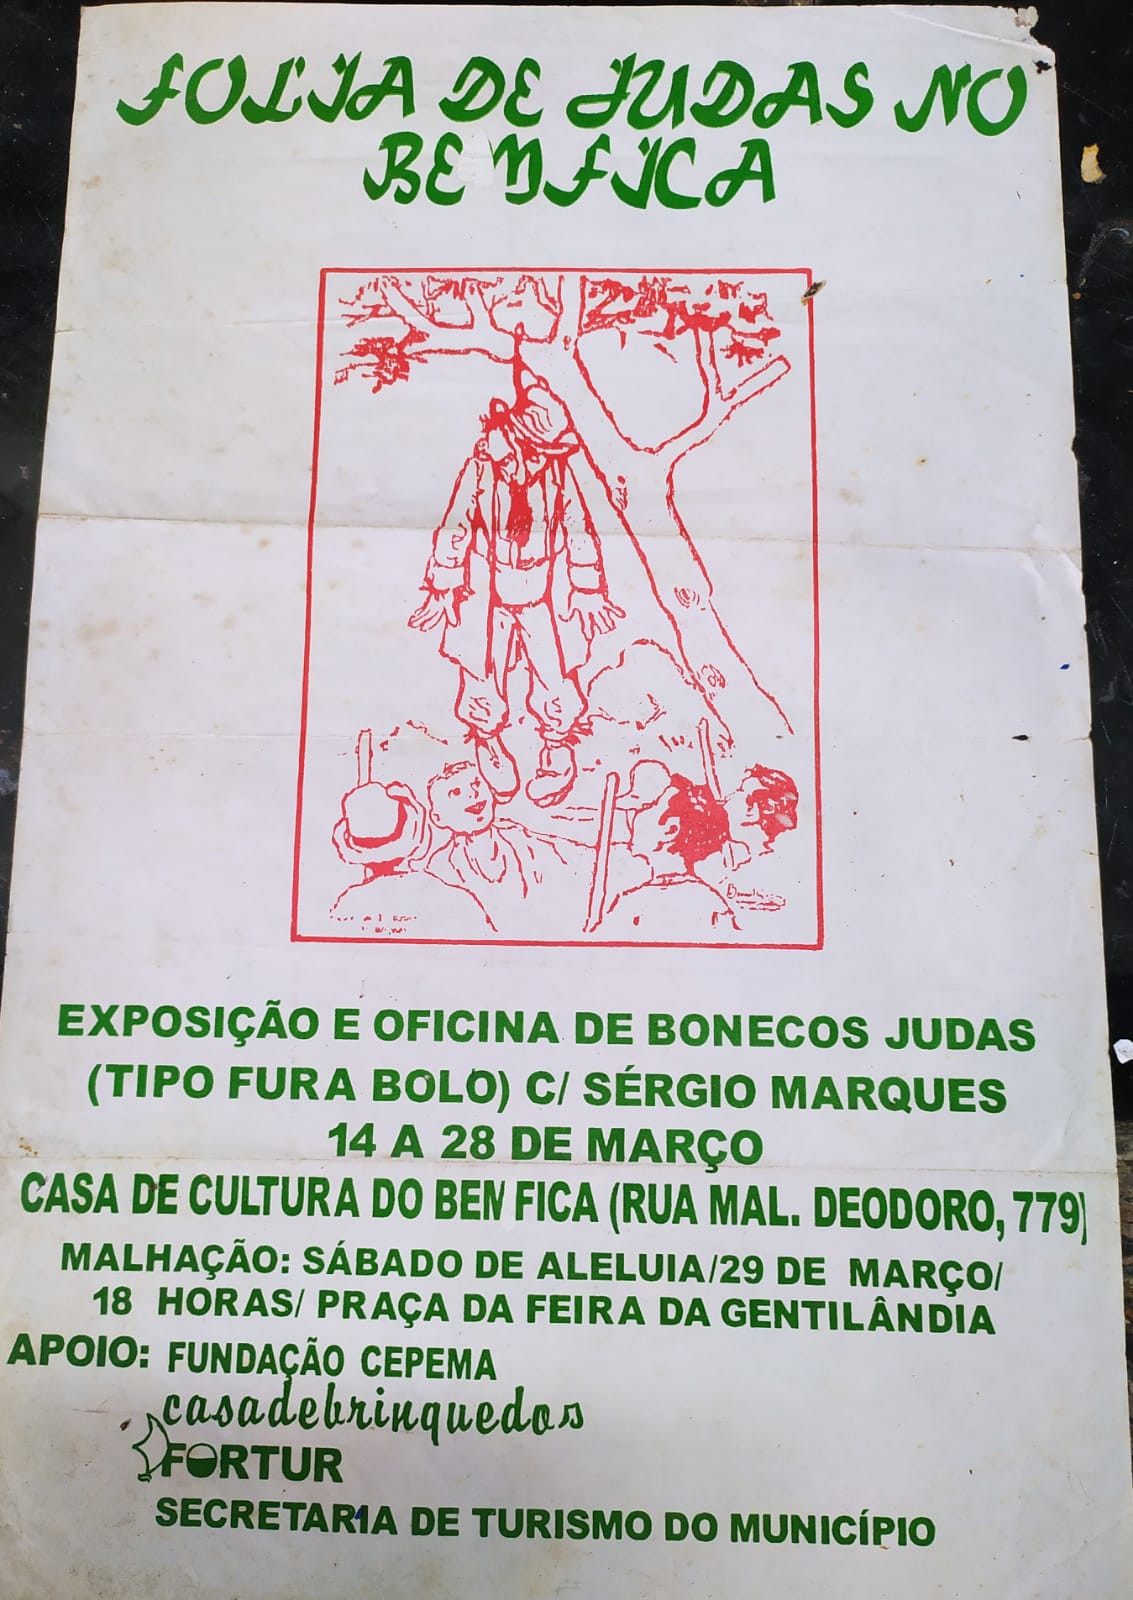 FOLIA DE JUDAS NO
BENFICA
EXPOSIÇÃO E OFICINA DE BONECOS JUDAS
(TIPO FURA BOLO) C/ SÉRGIO MARQUES
14 A 28 DE MARÇO
CASA DE CULTURA DO BENFICA (RUA MAL. DEODORO, 779)
MALHAÇÃO: SÁBADO DE ALELUIA/29 DE MARÇO/
18 HORAS/ PRAÇA DA FEIRA DA GENTILÂNDIA
APOIO: FUNDAÇÃO CEPEMA
casadebrinquedos
FORTUR
SECRETARIA DE TURISMO DO MUNICÍPIO